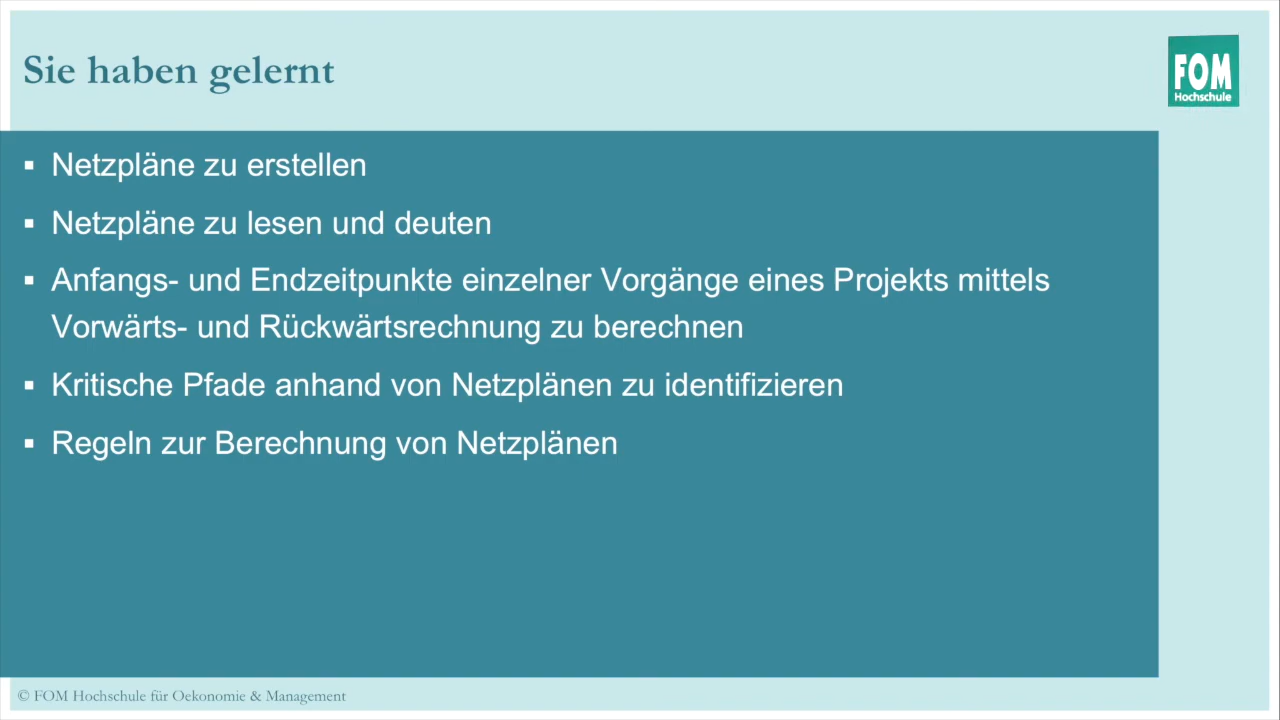 Sie haben gelernt
FOM
Hochschule
▪ Netzpläne zu erstellen
▪ Netzpläne zu lesen und deuten
▪ Anfangs- und Endzeitpunkte einzelner Vorgänge eines Projekts mittels
Vorwärts- und Rückwärtsrechnung zu berechnen
▪ Kritische Pfade anhand von Netzplänen zu identifizieren
▪ Regeln zur Berechnung von Netzplänen
© FOM Hochschule für Oekonomie & Management